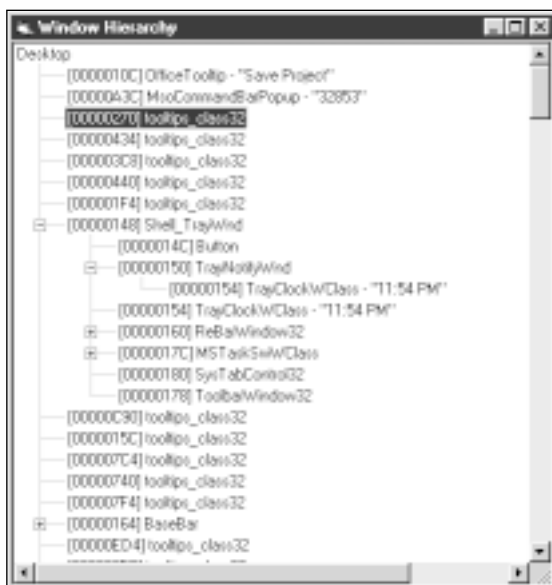 Window Hierarchy
Desktop
[0000010C] OfficeTooltip - "Save Project"
[00000A3C] MsoCommandBarPopup - "32853"
[00000270] tooltips_class32
[00000434] tooltips_class32
[000003C8] tooltips_class32
[00000440] tooltips_class32
[000001F4] tooltips_class32
[00000148] Shell_TrayWnd
[0000014C] Button
[00000150] TrayNotifyWnd
[00000154] TrayClockWClass - "11:54 PM"
[00000154] TrayClockWClass - "11:54 PM"
[00000160] ReBarWindow32
[0000017C] MSTaskSwWClass
[00000180] SysTabControl32
[00000178] ToolbarWindow32
[00000C90] tooltips_class32
[0000015C] tooltips_class32
[000007C4] tooltips_class32
[00000740] tooltips_class32
[000007F4] tooltips_class32
[00000164] BaseBar
[00000ED4] tooltips_class32